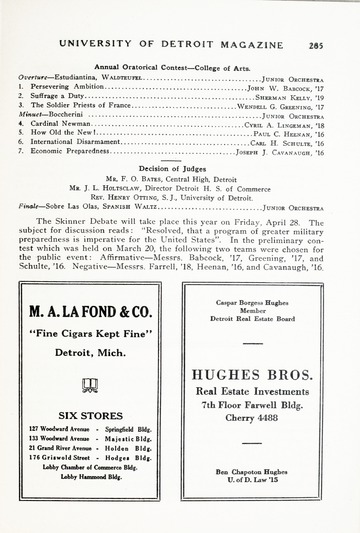 UNIVERSITY OF DETROIT MAGAZINE 285
Annual Oratorical Contest—College of Arts.
Overture—Estudiantina, WALDTEUFEL.....JUNIOR ORCHESTRA
1. Persevering Ambition.....JOHN W. BABCOCK, '17
2. Suffrage a Duty.....SHERMAN KELLY, '19
3. The Soldier Priests of France.....WENDELL G. GREENING, '17
Minuet—Boccherini.....JUNIOR ORCHESTRA
4. Cardinal Newman.....CYRIL A. LINGEMAN, '18
5. How Old the New!.....PAUL C. HEENAN, '16
6. International Disarmament.....CARL H. SCHULTE, '16
7. Economic Preparedness.....JOSEPH J. CAVANAUGH, '16
Decision of Judges
MR. F. O. BATES, Central High, Detroit
MR. J. L. HOLTSCLAW, Director Detroit H. S. of Commerce
REV. HENRY OTTING, S. J., University of Detroit.
Finale—Sobre Las Olas, SPANISH WALTZ.....JUNIOR ORCHESTRA
The Skinner Debate will take place this year on Friday, April 28. The
subject for discussion reads: "Resolved, that a program of greater military
preparedness is imperative for the United States". In the preliminary con-
test which was held on March 20, the following two teams were chosen for
the public event: Affirmative—Messrs. Babcock, '17, Greening, '17, and
Schulte, '16. Negative—Messrs. Farrell, '18, Heenan, '16, and Cavanaugh, '16.
M. A. LA FOND & CO.
"Fine Cigars Kept Fine"
Detroit, Mich.
SIX STORES
127 Woodward Avenue - Springfield Bldg.
133 Woodward Avenue - Majestic Bldg.
21 Grand River Avenue - Holden Bldg.
176 Griswold Street - Hodges Bldg.
Lobby Chamber of Commerce Bldg.
Lobby Hammond Bldg.
Caspar Borgess Hughes
Member
Detroit Real Estate Board
HUGHES BROS.
Real Estate Investments
7th Floor Farwell Bldg.
Cherry 4488
Ben Chapoton Hughes
U. of D. Law '15